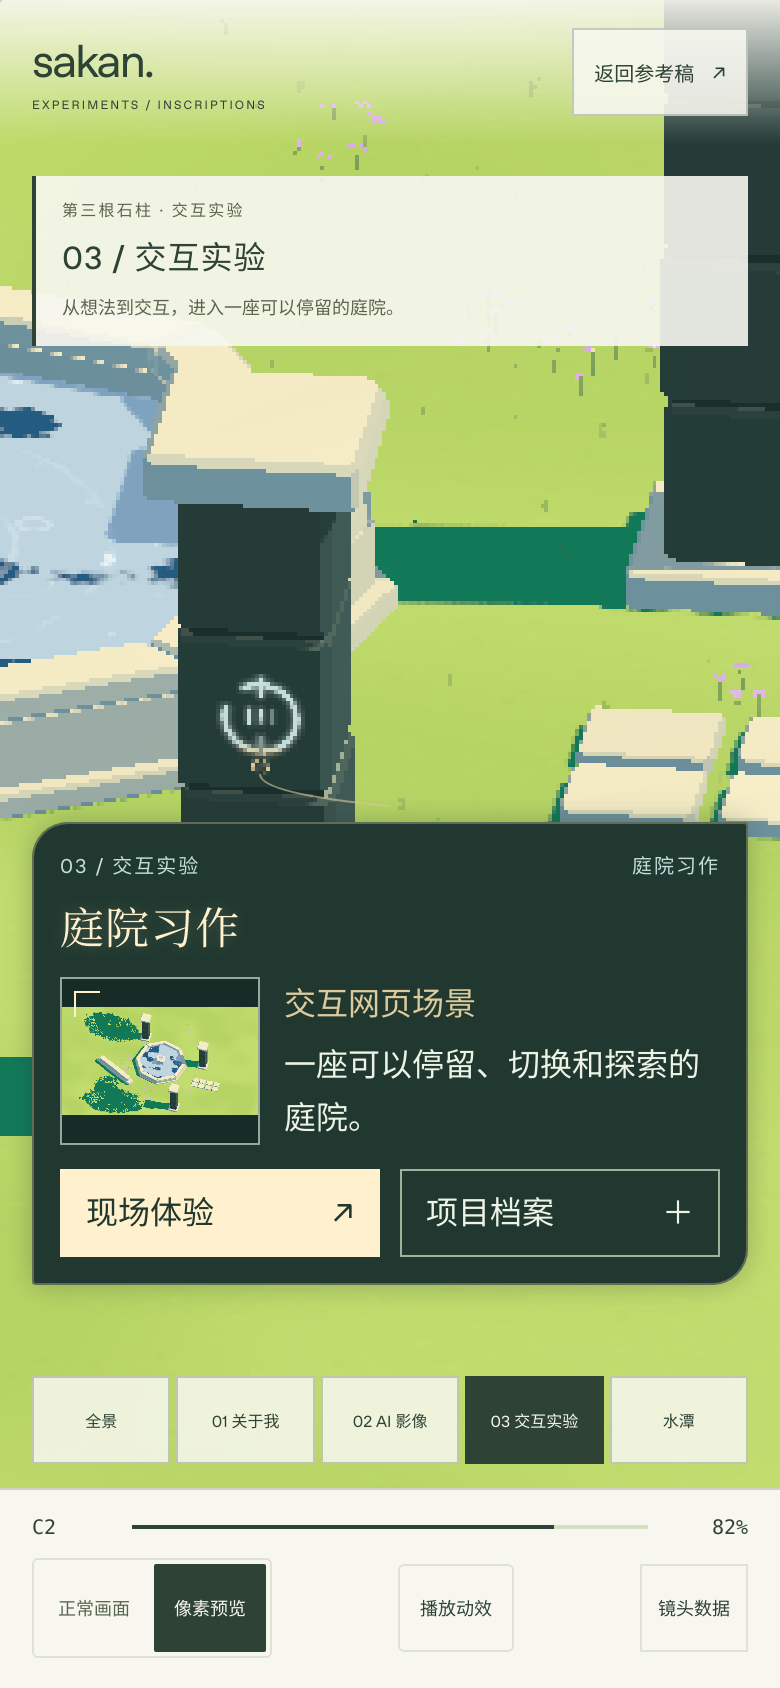 sakan.
EXPERIMENTS / INSCRIPTIONS
返回参考稿
第三根石柱 · 交互实验
03 / 交互实验
从想法到交互，进入一座可以停留的庭院。
03 / 交互实验
庭院习作
庭院习作
交互网页场景
一座可以停留、切换和探索的
庭院。
现场体验
项目档案
全景
01 关于我
02 AI 影像
03 交互实验
水潭
C2
82%
正常画面
像素预览
播放动效
镜头数据